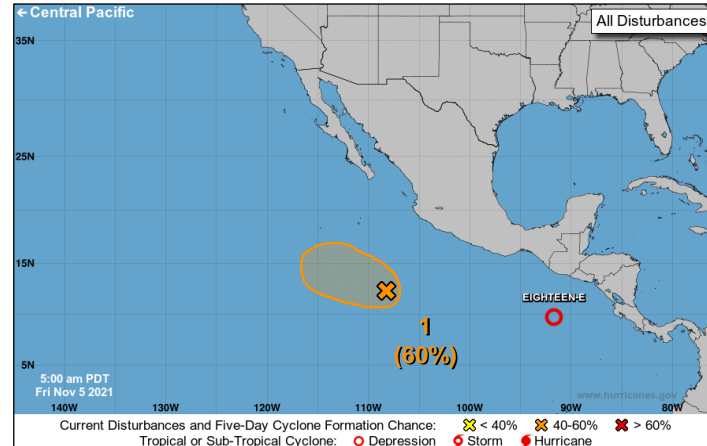 ←Central Pacific
All Disturbances
35N
25N
15N
5N
EIGHTEEN-E
1
(60%)
5:00 am PDT
Fri Nov 5 2021
www.hurricanes.gov
140W 130W 120W 110W 100W 90W 80W
Current Disturbances and Five-Day Cyclone Formation Chance: < 40% 40-60% > 60%
Tropical or Sub-Tropical Cyclone: Depression Storm Hurricane